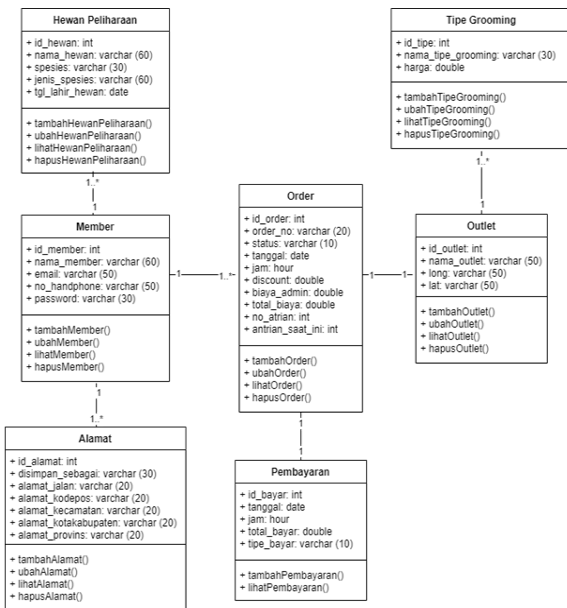 Hewan Peliharaan
+ id_hewan: int
+ nama_hewan: varchar (60)
+ spesies: varchar (30)
+ jenis_spesies: varchar (60)
+ tgl_lahir_hewan: date
+ tambahHewanPeliharaan()
+ ubahHewanPeliharaan()
+ lihatHewanPeliharaan()
+ hapusHewanPeliharaan()
1..*
1
Member
+ id_member: int
+ nama_member: varchar (60)
+ email: varchar (50)
+ no_handphone: varchar (50)
+ password: varchar (30)
+ tambahMember()
+ ubahMember()
+ lihatMember()
+ hapusMember()
1
1..*
Alamat
+ id_alamat: int
+ disimpan_sebagai: varchar (30)
+ alamat_jalan: varchar (20)
+ alamat_kodepos: varchar (20)
+ alamat_kecamatan: varchar (20)
+ alamat_kotakabupaten: varchar (20)
+ alamat_provins: varchar (20)
+ tambahAlamat()
+ ubahAlamat()
+ lihatAlamat()
+ hapusAlamat()
1
1..*
Order
+ id_order: int
+ order_no: varchar (20)
+ status: varchar (10)
+ tanggal: date
+ jam: hour
+ discount: double
+ biaya_admin: double
+ total_biaya: double
+ no_atrian: int
+ antrian_saat_ini: int
+ tambahOrder()
+ ubahOrder()
+ lihatOrder()
+ hapusOrder()
1
1
Pembayaran
+ id_bayar: int
+ tanggal: date
+ jam: hour
+ total_bayar: double
+ tipe_bayar: varchar (10)
+ tambahPembayaran()
+ lihatPembayaran()
1
1
Tipe Grooming
+ id_tipe: int
+ nama_tipe_grooming: varchar (30)
+ harga: double
+ tambahTipeGrooming()
+ ubahTipeGrooming()
+ lihatTipeGrooming()
+ hapusTipeGrooming()
1..*
1
Outlet
+ id_outlet: int
+ nama_outlet: varchar (50)
+ long: varchar (50)
+ lat: varchar (50)
+ tambahOutlet()
+ ubahOutlet()
+ lihatOutlet()
+ hapusOutlet()